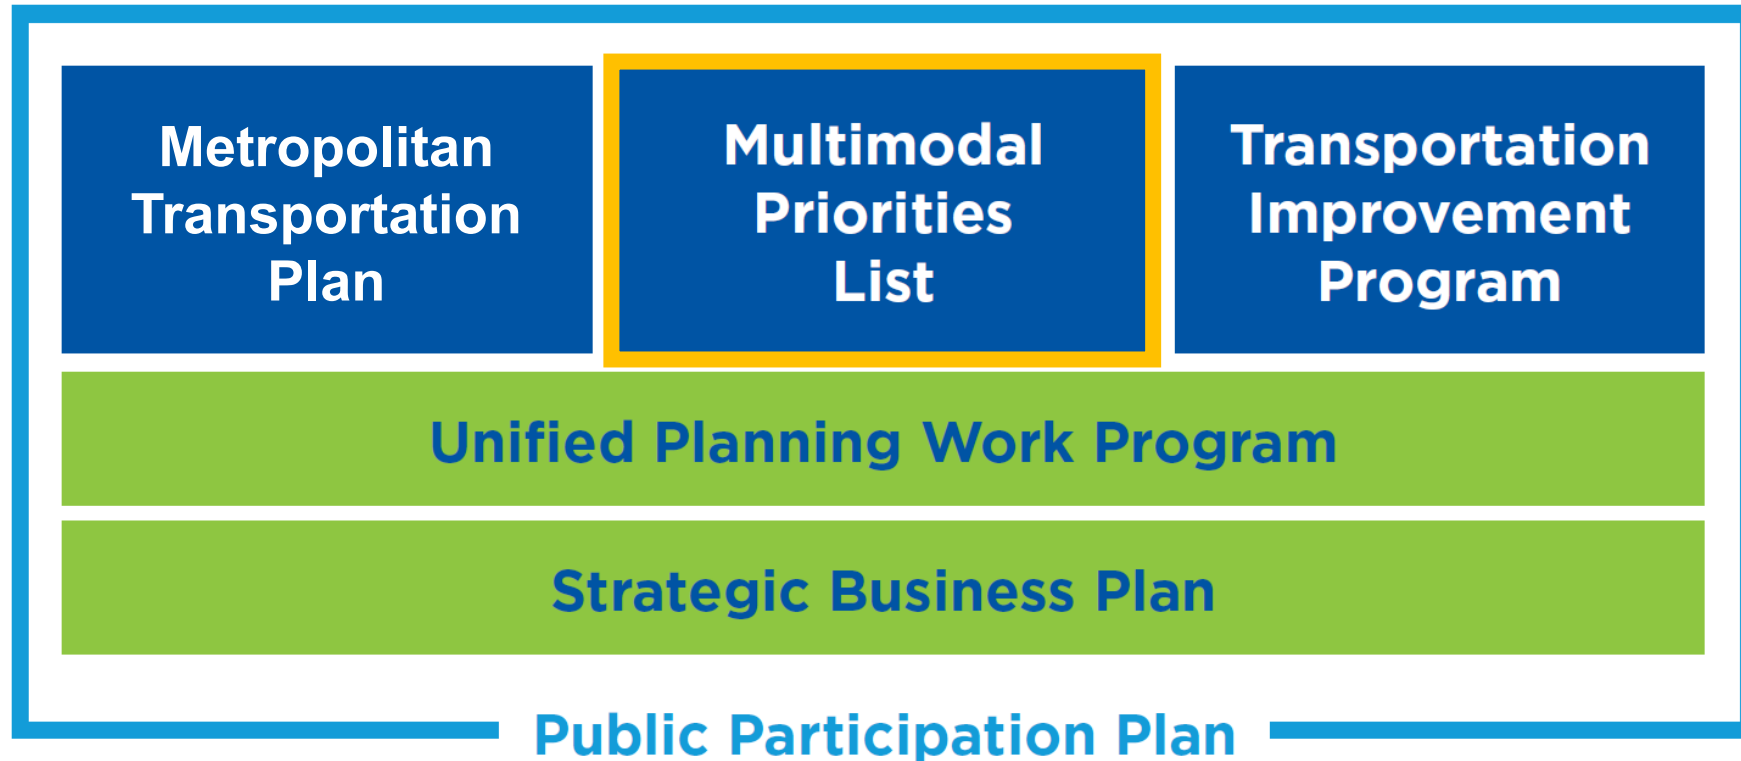 Metropolitan
Transportation
Plan
Multimodal
Priorities
List
Transportation
Improvement
Program
Unified Planning Work Program
Strategic Business Plan
Public Participation Plan